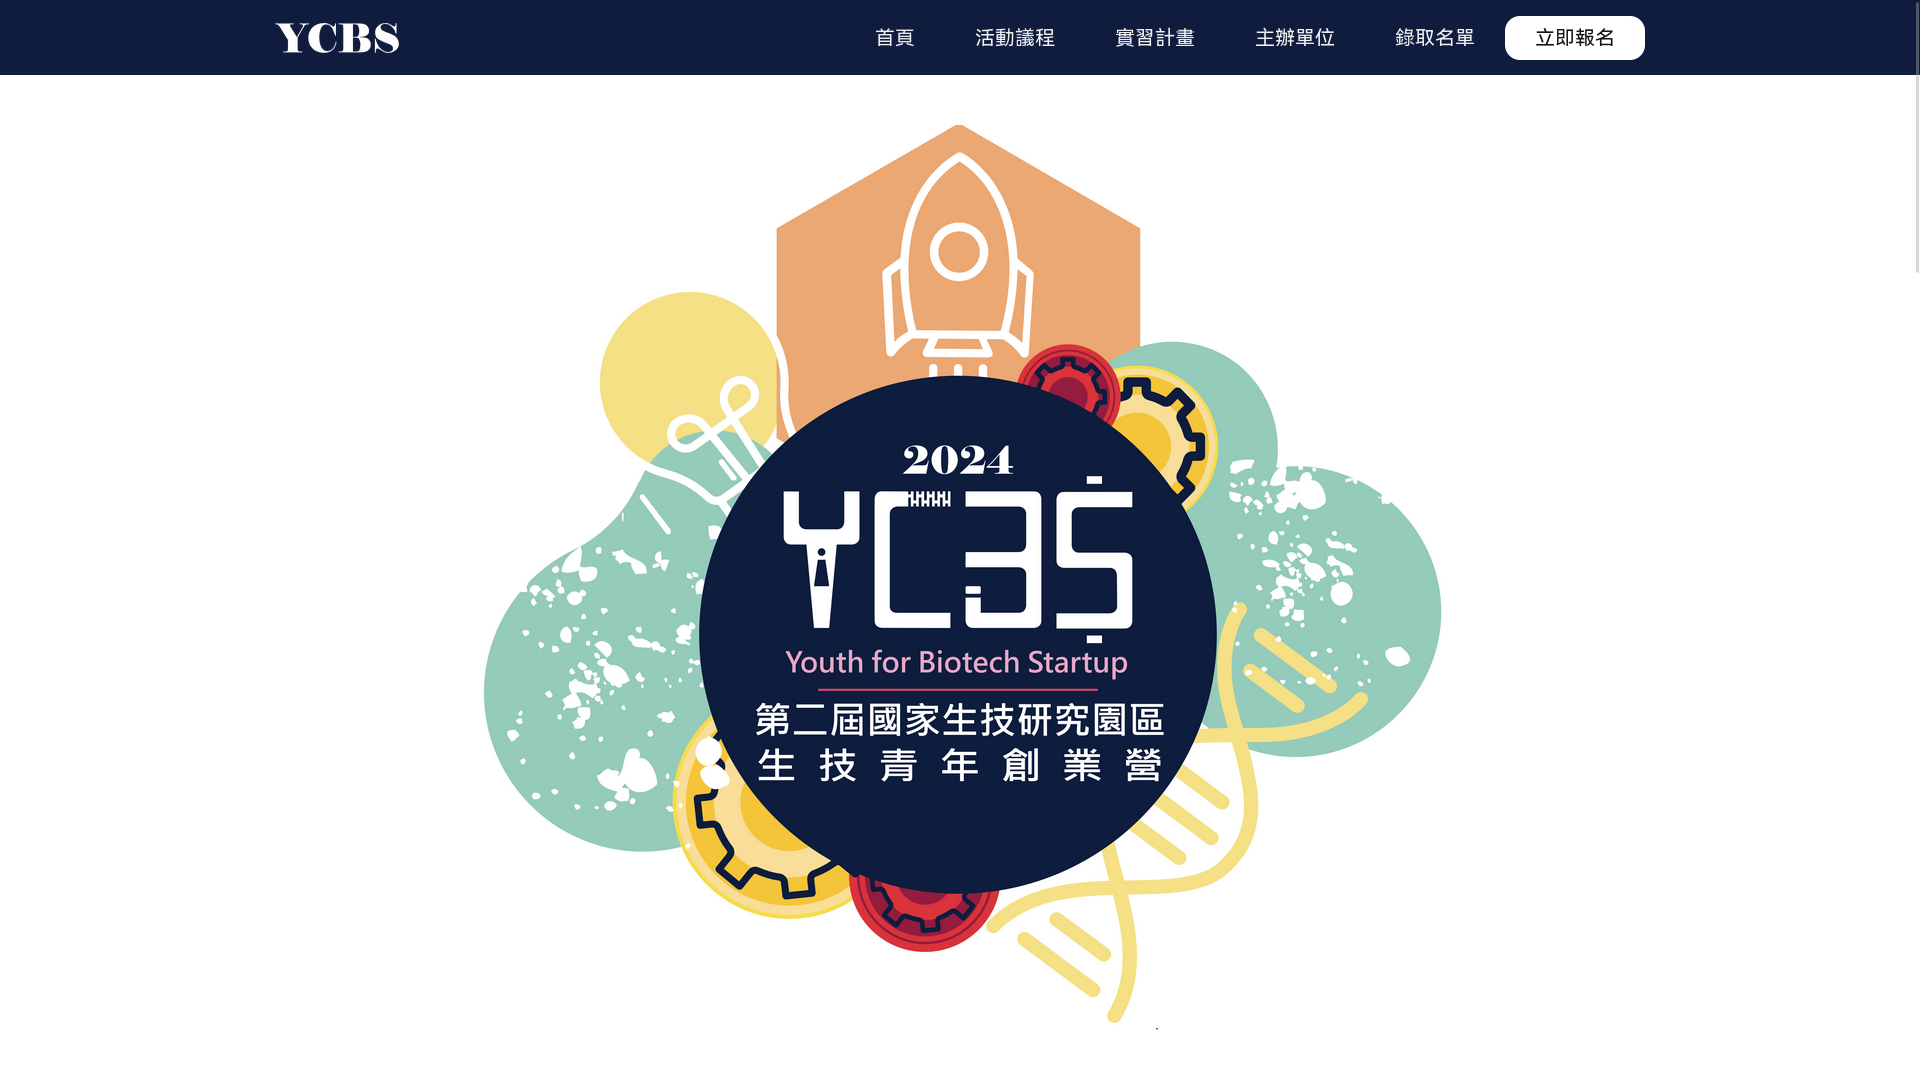 YCBS
首頁
活動議程
實習計畫
主辦單位
錄取名單
立即報名
2024
YCBS
Youth for Biotech Startup
第二屆國家生技研究園區
生技青年創業營